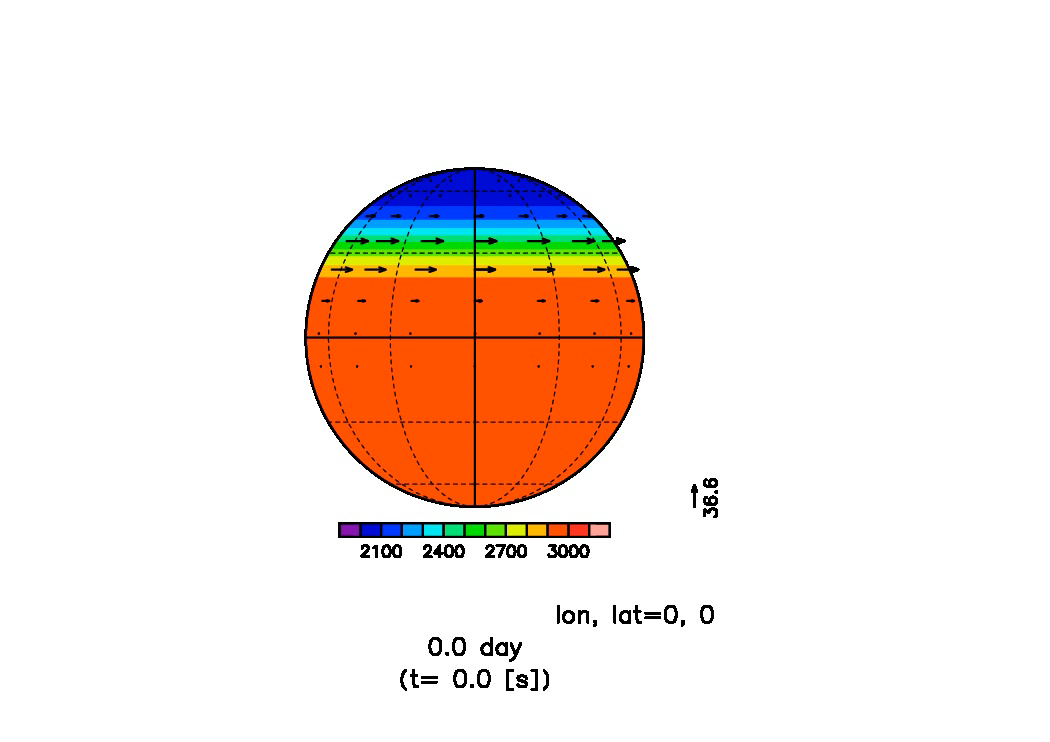 36.6
2100 2400 2700 3000
lon, lat=0, 0
0.0 day
(t= 0.0 [s])